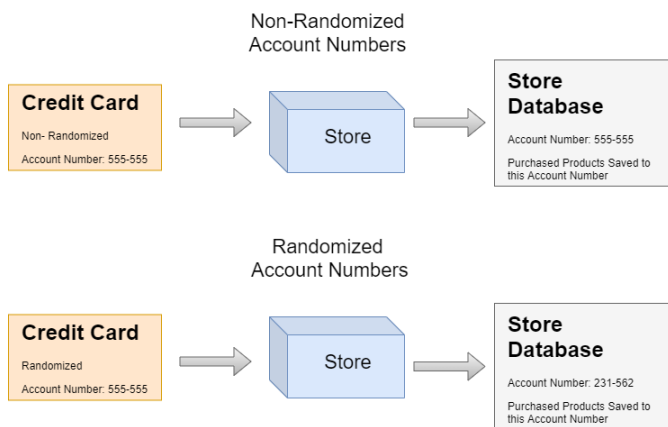 Non-Randomized
Account Numbers
Credit Card
Non- Randomized
Account Number: 555-555
Store
Store
Database
Account Number: 555-555
Purchased Products Saved to
this Account Number
Randomized
Account Numbers
Credit Card
Randomized
Account Number: 555-555
Store
Store
Database
Account Number: 231-562
Purchased Products Saved to
this Account Number